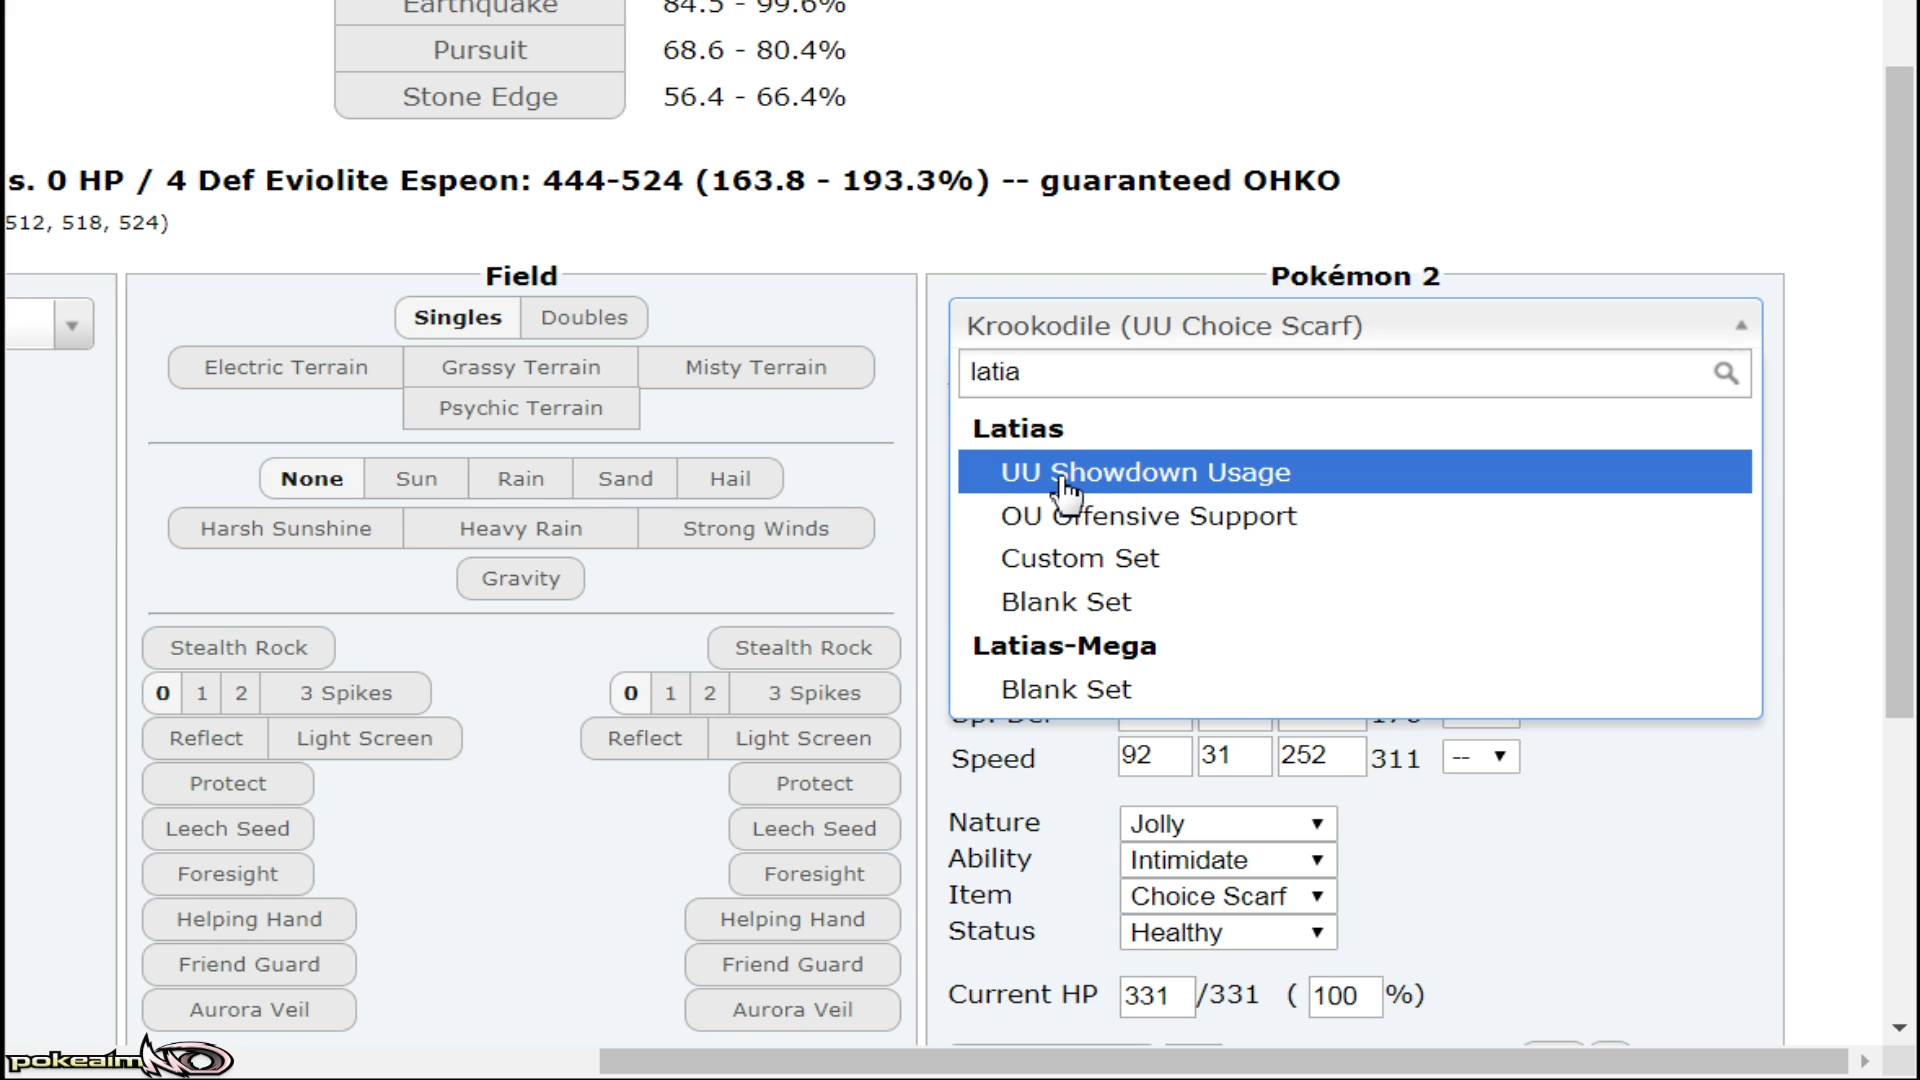 Earthquake 84.5 - 99.6%
Pursuit 68.6 - 80.4%
Stone Edge 56.4 - 66.4%
s. 0 HP / 4 Def Eviolite Espeon: 444-524 (163.8 - 193.3%) -- guaranteed OHKO
512, 518, 524)
Field
Singles Doubles
Electric Terrain Grassy Terrain Misty Terrain
Psychic Terrain
None Sun Rain Sand Hail
Harsh Sunshine Heavy Rain Strong Winds
Gravity
Stealth Rock Stealth Rock
0 1 2 3 Spikes 0 1 2 3 Spikes
Reflect Light Screen Reflect Light Screen
Protect Protect
Leech Seed Leech Seed
Foresight Foresight
Helping Hand Helping Hand
Friend Guard Friend Guard
Aurora Veil Aurora Veil
Pokémon 2
Krookodile (UU Choice Scarf)
latia
Latias
UU Showdown Usage
OU Offensive Support
Custom Set
Blank Set
Latias-Mega
Blank Set
Speed 92 31 252 311 --
Nature Jolly
Ability Intimidate
Item Choice Scarf
Status Healthy
Current HP 331 /331 ( 100 %)
pokeaim